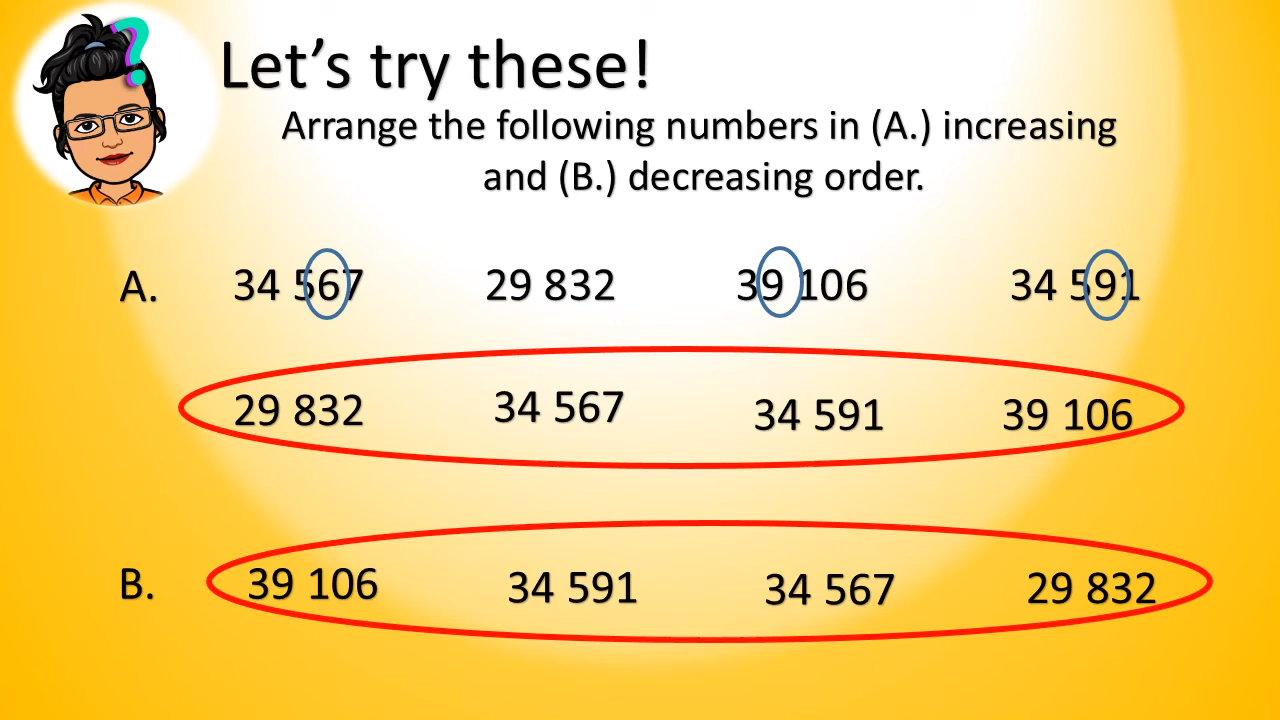 ?
Let's try these!
Arrange the following numbers in (A.) increasing
and (B.) decreasing order.
A. 34 567 29 832 39 106 34 591
29 832 34 567 34 591 39 106
B. 39 106 34 591 34 567 29 832